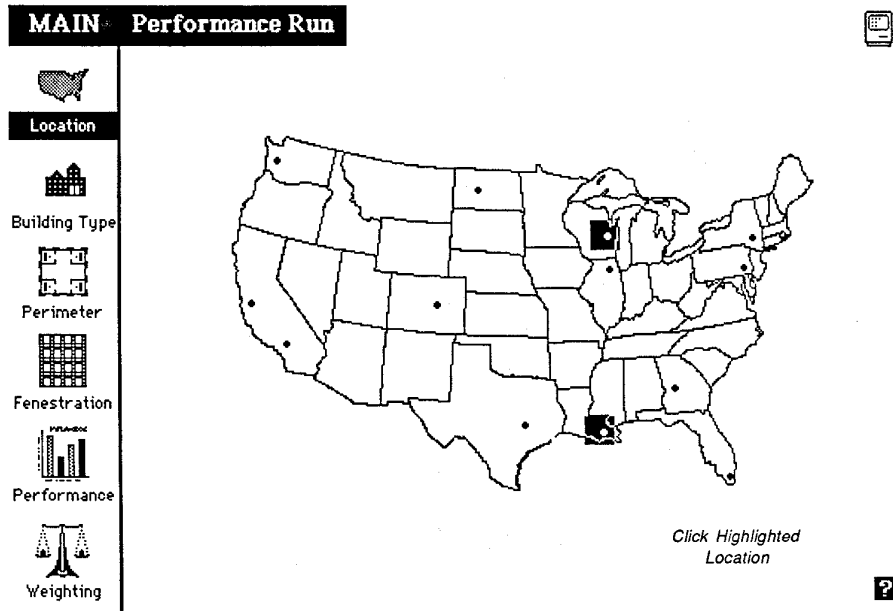 MAIN Performance Run
Location
Building Type
Perimeter
Fenestration
Performance
Weighting
Click Highlighted
Location
?